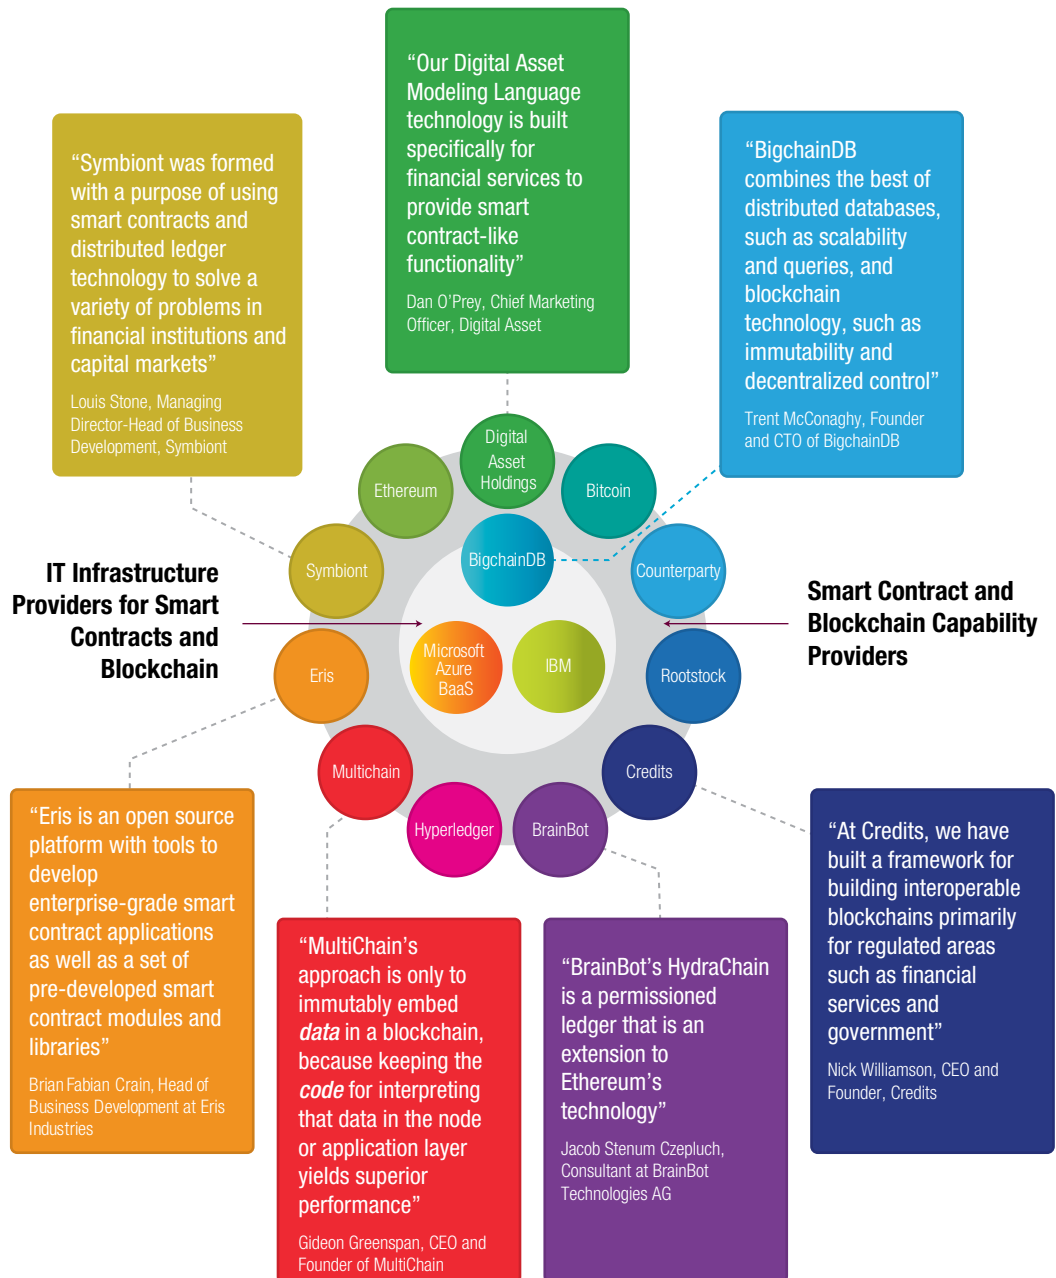 “Our Digital Asset
Modeling Language
technology is built
specifically for
financial services to
provide smart
contract-like
functionality”
Dan O’Prey, Chief Marketing
Officer, Digital Asset
“Symbiont was formed
with a purpose of using
smart contracts and
distributed ledger
technology to solve a
variety of problems in
financial institutions and
capital markets”
Louis Stone, Managing
Director-Head of Business
Development, Symbiont
“BigchainDB
combines the best of
distributed databases,
such as scalability
and queries, and
blockchain
technology, such as
immutability and
decentralized control”
Trent McConaghy, Founder
and CTO of BigchainDB
Digital
Asset
Holdings
Ethereum
Bitcoin
BigchainDB
Symbiont
Counterparty
IT Infrastructure
Providers for Smart
Contracts and
Blockchain
Smart Contract and
Blockchain Capability
Providers
Microsoft
Azure
BaaS
IBM
Eris
Rootstock
Multichain
Credits
Hyperledger
BrainBot
“Eris is an open source
platform with tools to
develop
enterprise-grade smart
contract applications
as well as a set of
pre-developed smart
contract modules and
libraries”
Brian Fabian Crain, Head of
Business Development at Eris
Industries
“MultiChain’s
approach is only to
immutably embed
data in a blockchain,
because keeping the
code for interpreting
that data in the node
or application layer
yields superior
performance”
Gideon Greenspan, CEO and
Founder of MultiChain
“BrainBot’s HydraChain
is a permissioned
ledger that is an
extension to
Ethereum’s
technology”
Jacob Stenum Czepluch,
Consultant at BrainBot
Technologies AG
“At Credits, we have
built a framework for
building interoperable
blockchains primarily
for regulated areas
such as financial
services and
government”
Nick Williamson, CEO and
Founder, Credits